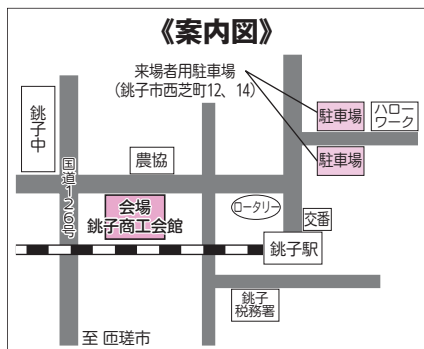 《案内図》
来場者用駐車場
（銚子市西芝町12、14）
駐車場
ハロー
ワーク
駐車場
銚子中
国道126号
農協
会場
銚子商工会館
ロータリー
交番
銚子駅
銚子
税務署
至 匝瑳市